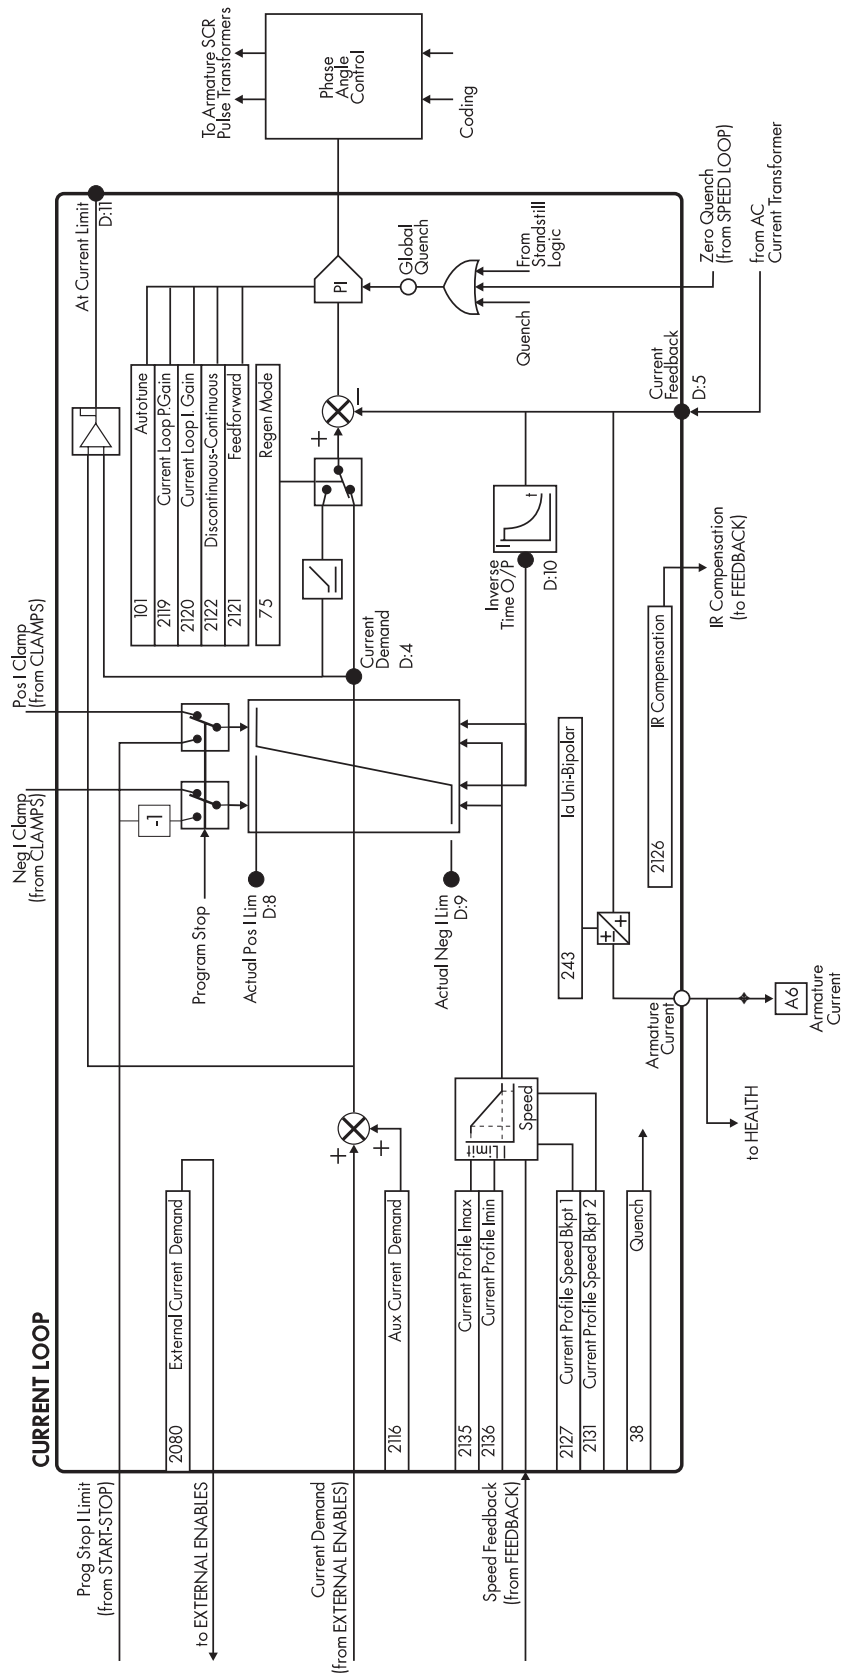 CURRENT LOOP
Prog Stop I Limit
(from START-STOP)
to EXTERNAL ENABLES
Current Demand
(from EXTERNAL ENABLES)
Speed Feedback
(from FEEDBACK)
2080 External Current Demand
2116 Aux Current Demand
2135 Current Profile Imax
2136 Current Profile Imin
2127 Current Profile Speed Bkpt 1
2131 Current Profile Speed Bkpt 2
38 Quench
+
+
I Limit
Speed
to HEALTH
Armature
Current
A6
Armature
Current
Neg I Clamp
(from CLAMPS)
Pos I Clamp
(from CLAMPS)
-1
Program Stop
Actual Pos I Lim
D:8
Actual Neg I Lim
D:9
243 Ia Uni-Bipolar
+
+
2126 IR Compensation
IR Compensation
(to FEEDBACK)
Current
Demand
D:4
Inverse
Time O/P
D:10
I
t
101 Autotune
2119 Current Loop P.Gain
2120 Current Loop I. Gain
2122 Discontinuous-Continuous
2121 Feedforward
75 Regen Mode
+
-
Current
Feedback
D:5
At Current Limit
D:11
PI
Global
Quench
Quench
From
Standstill
Logic
Zero Quench
(from SPEED LOOP)
from AC
Current Transformer
To Armature SCR
Pulse Transformers
Phase
Angle
Control
Coding